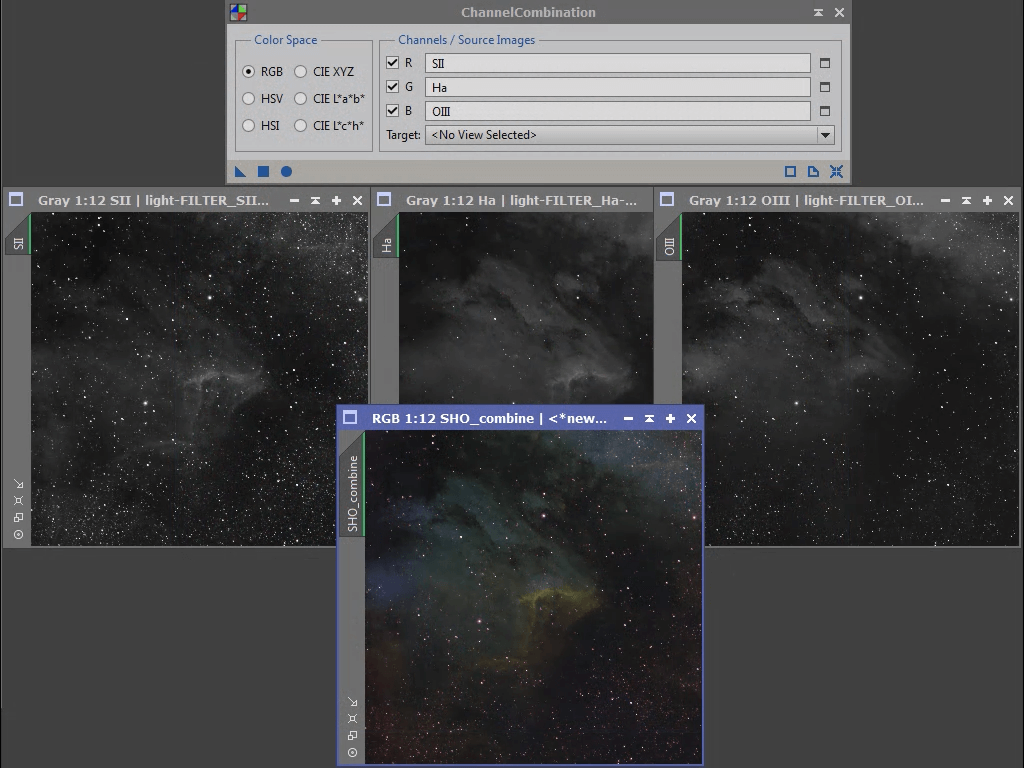 ChannelCombination
Color Space
Channels / Source Images
RGB
CIE XYZ
HSV
CIE L*a*b*
HSI
CIE L*c*h*
R
SII
G
Ha
B
OIII
Target:
<No View Selected>
Gray 1:12 SII | light-FILTER_SII...
Gray 1:12 Ha | light-FILTER_Ha-...
Gray 1:12 OIII | light-FILTER_OI...
SII
Ha
OIII
RGB 1:12 SHO_combine | <*new...
SHO_combine